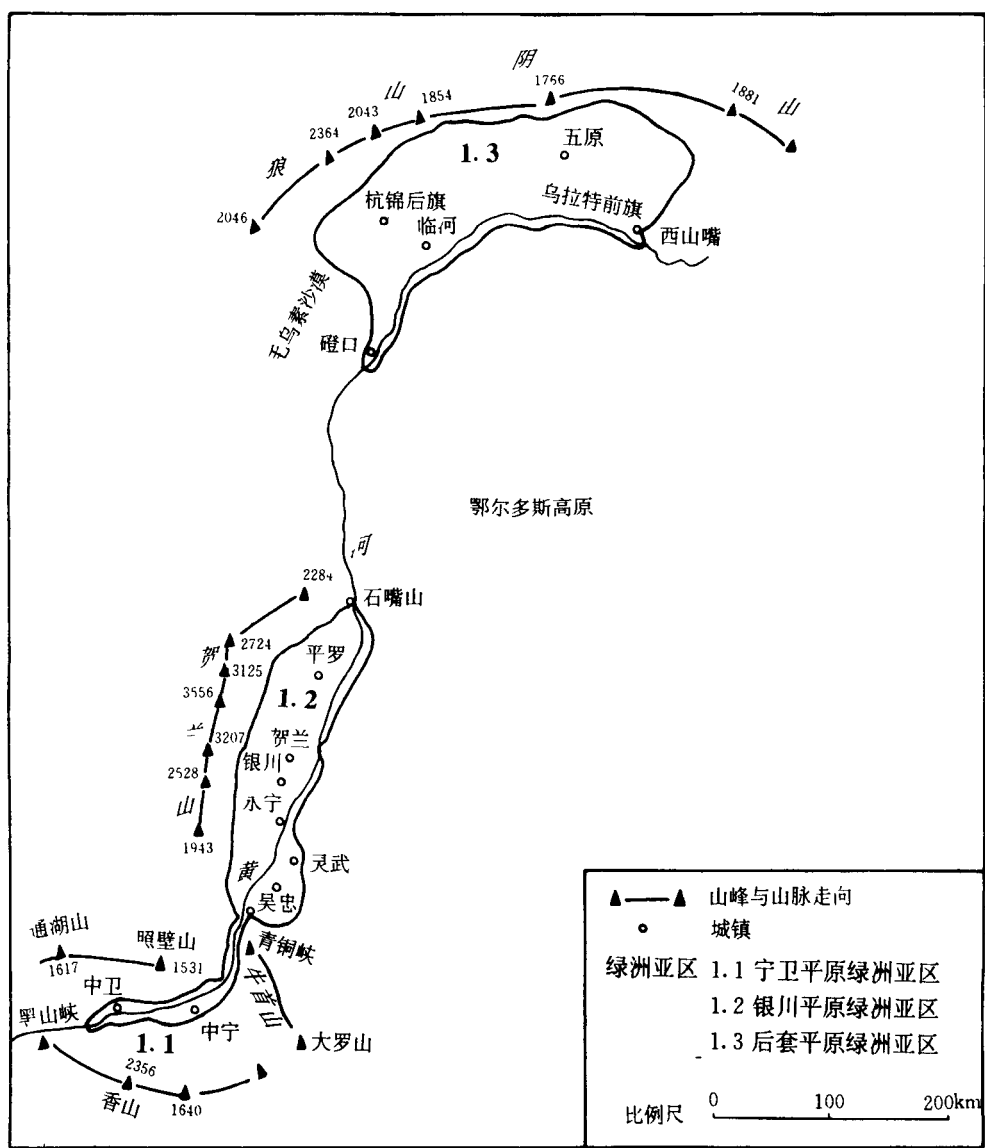 阴
1766
山
1854
2043
1881
山
2364
狼
2046
1.3
五原
杭锦后旗
临河
乌拉特前旗
西山嘴
毛乌素沙漠
磴口
鄂尔多斯高原
河
2284
石嘴山
贺
2724
平罗
3125
3556
1.2
兰
3207
贺兰
银川
2528
山
永宁
1943
灵武
黄
吴忠
通湖山
照壁山
青铜峡
1617
1531
牛首山
中卫
中宁
大罗山
1.1
2356
香山
1640
山峰与山脉走向
城镇
绿洲亚区 1.1 宁卫平原绿洲亚区
1.2 银川平原绿洲亚区
1.3 后套平原绿洲亚区
比例尺 0 100 200km